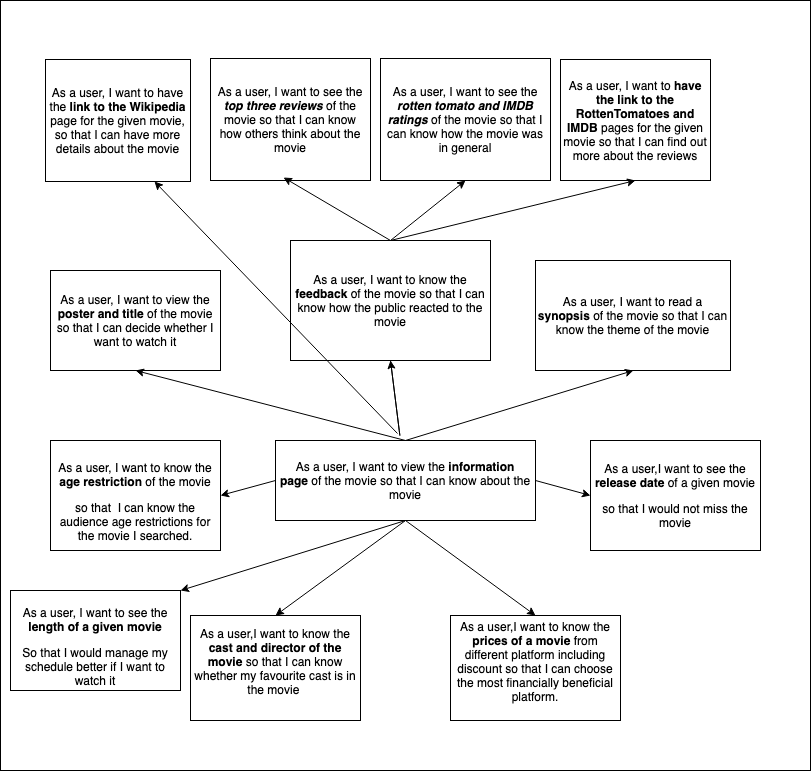 As a user, I want to have
the link to the Wikipedia
page for the given movie,
so that I can have more
details about the movie
As a user, I want to see the
top three reviews of the
movie so that I can know
how others think about the
movie
As a user, I want to see the
rotten tomato and IMDB
ratings of the movie so that I
can know how the movie was
in general
As a user, I want to have
the link to the
RottenTomatoes and
IMDB pages for the given
movie so that I can find out
more about the reviews
As a user, I want to view the
poster and title of the movie
so that I can decide whether I
want to watch it
As a user, I want to know the
feedback of the movie so that I can
know how the public reacted to the
movie
As a user, I want to read a
synopsis of the movie so that I can
know the theme of the movie
As a user, I want to know the
age restriction of the movie
so that  I can know the
audience age restrictions for
the movie I searched.
As a user, I want to view the information
page of the movie so that I can know about the
movie
As a user,I want to see the
release date of a given movie
so that I would not miss the
movie
As a user, I want to see the
length of a given movie
So that I would manage my
schedule better if I want to
watch it
As a user,I want to know the
cast and director of the
movie so that I can know
whether my favourite cast is in
the movie
As a user,I want to know the
prices of a movie from
different platform including
discount so that I can choose
the most financially beneficial
platform.